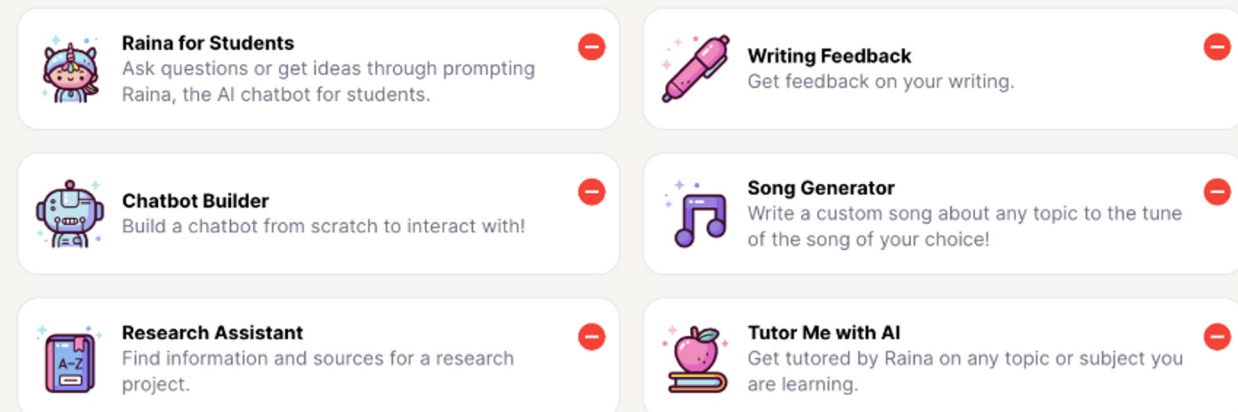 Raina for Students
Ask questions or get ideas through prompting
Raina, the AI chatbot for students.
Writing Feedback
Get feedback on your writing.
Chatbot Builder
Build a chatbot from scratch to interact with!
Song Generator
Write a custom song about any topic to the tune
of the song of your choice!
Research Assistant
Find information and sources for a research
project.
A-Z
Tutor Me with AI
Get tutored by Raina on any topic or subject you
are learning.